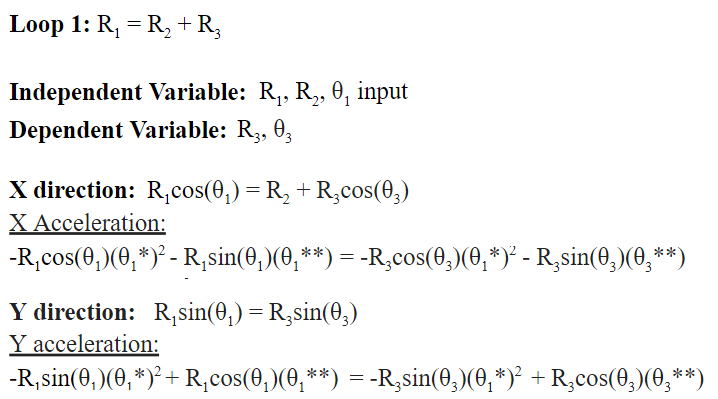 Loop 1: R₁ = R₂ + R₃
Independent Variable: R₁, R₂, θ₁ input
Dependent Variable: R₃, θ₃
X direction: R₁cos(θ₁) = R₂ + R₃cos(θ₃)
X Acceleration:
-R₁cos(θ₁)(θ₁*)² - R₁sin(θ₁)(θ₁**) = -R₃cos(θ₃)(θ₁*)² - R₃sin(θ₃)(θ₃**)
Y direction: R₁sin(θ₁) = R₃sin(θ₃)
Y acceleration:
-R₁sin(θ₁)(θ₁*)² + R₁cos(θ₁)(θ₁**) = -R₃sin(θ₃)(θ₁*)² + R₃cos(θ₃)(θ₃**)